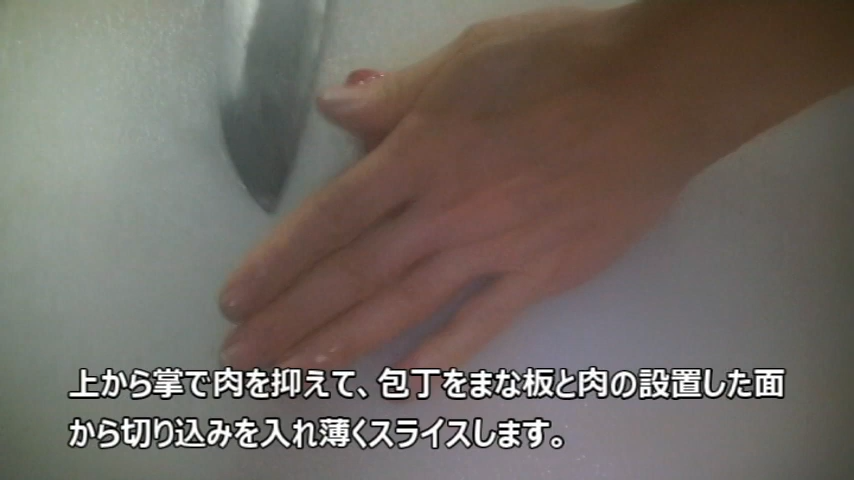 上から掌で肉を抑えて、包丁をまな板と肉の設置した面
から切り込みを入れ薄くスライスします。